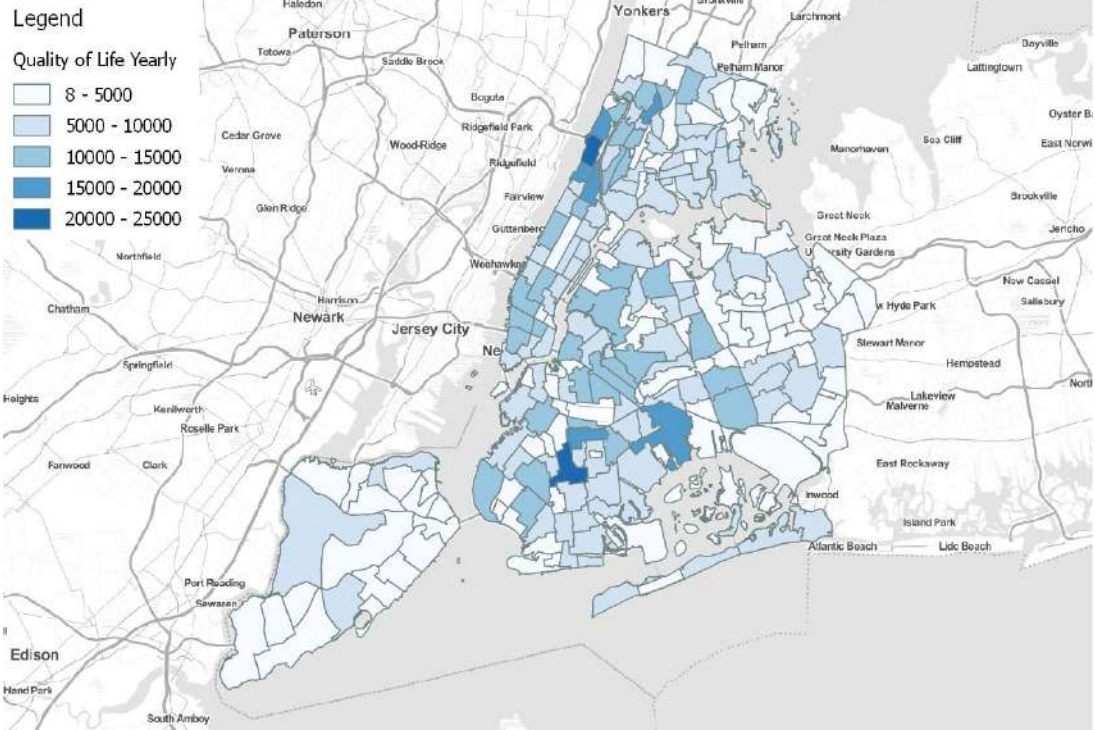 Legend
Quality of Life Yearly
8 - 5000
5000 - 10000
10000 - 15000
15000 - 20000
20000 - 25000
Haledon
Paterson
Totowa
Saddle Brook
Yonkers
Larchmont
Pelham
Pelham Manor
Bayville
Lattingtown
Bogota
Cedar Grove
Ridgefield Park
Wood-Ridge
Verona
Ridgefield
Fairview
Glen Ridge
Guttenberg
Northfield
Weehawke
Oyster B
Sea Cliff
East Norwi
Manorhaven
Brookville
Great Neck
Jericho
Great Neck Plaza
University Gardens
New Cassel
Salisbury
Hyde Park
Stewart Manor
Hempstead
Chatham
Harrison
Newark
Jersey City
Ne
Springfield
Heights
Kenilworth
Roselle Park
Fanwood
Clark
Lakeview
Malverne
North
East Rockaway
Inwood
Island Park
Atlantic Beach
Lido Beach
Port Reading
Sewaren
Edison
South Amboy